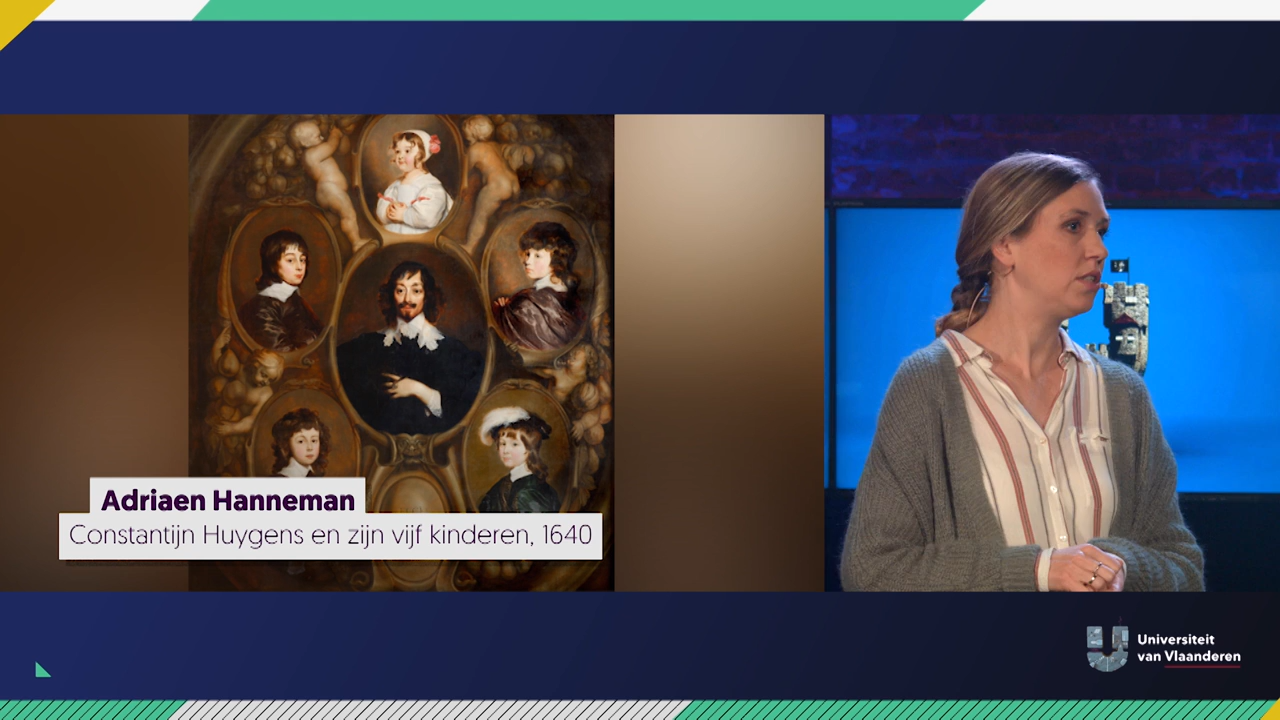 Adriaen Hanneman
Constantijn Huygens en zijn vijf kinderen, 1640
Universiteit
van Vlaanderen